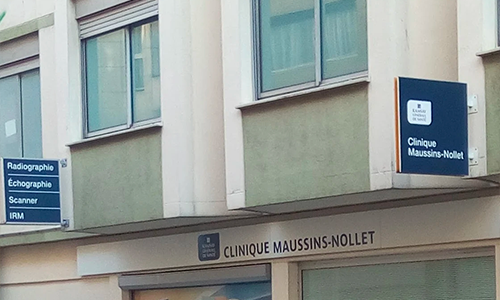 Radiographie
Échographie
Scanner
IRM
Clinique
Maussins-Nollet
CLINIQUE MAUSSINS-NOLLET